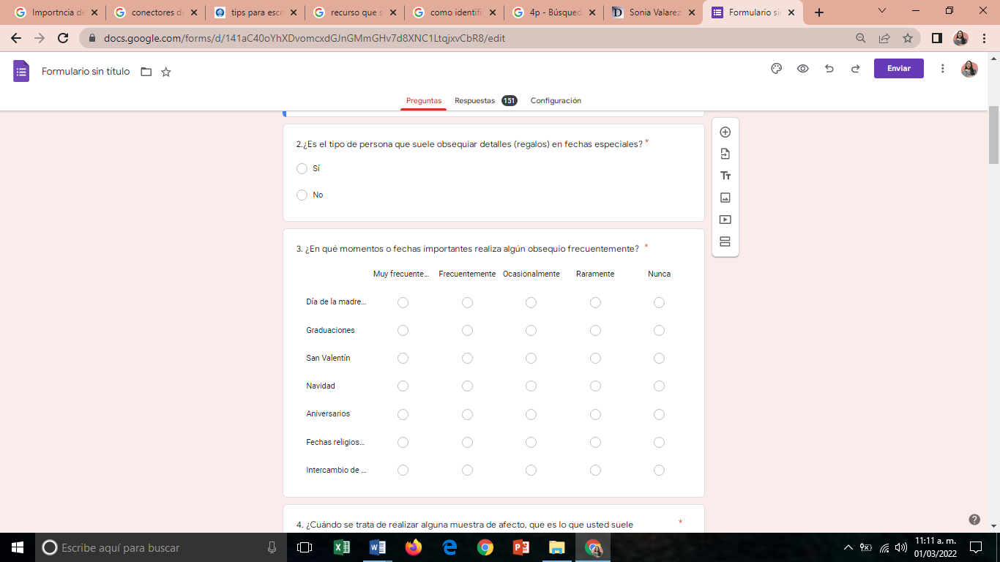 Importncia de
conectores de
tips para escr
recurso que s
como identifi
4p - Búsqued
Sonia Valarez
Formulario sin
docs.google.com/forms/d/141aC40oYhXDvomcxdGJnGMmGHv7d8XNC1LtqjxvCbR8/edit
Formulario sin título
Enviar
Preguntas Respuestas 151 Configuración
2.¿Es el tipo de persona que suele obsequiar detalles (regalos) en fechas especiales? *
Sí
No
3. ¿En qué momentos o fechas importantes realiza algún obsequio frecuentemente? *
Muy frecuente... Frecuentemente Ocasionalmente Raramente Nunca
Día de la madre...
Graduaciones
San Valentín
Navidad
Aniversarios
Fechas religios...
Intercambio de ...
4. ¿Cuándo se trata de realizar alguna muestra de afecto, que es lo que usted suele *
Escribe aquí para buscar
11:11 a. m.
01/03/2022